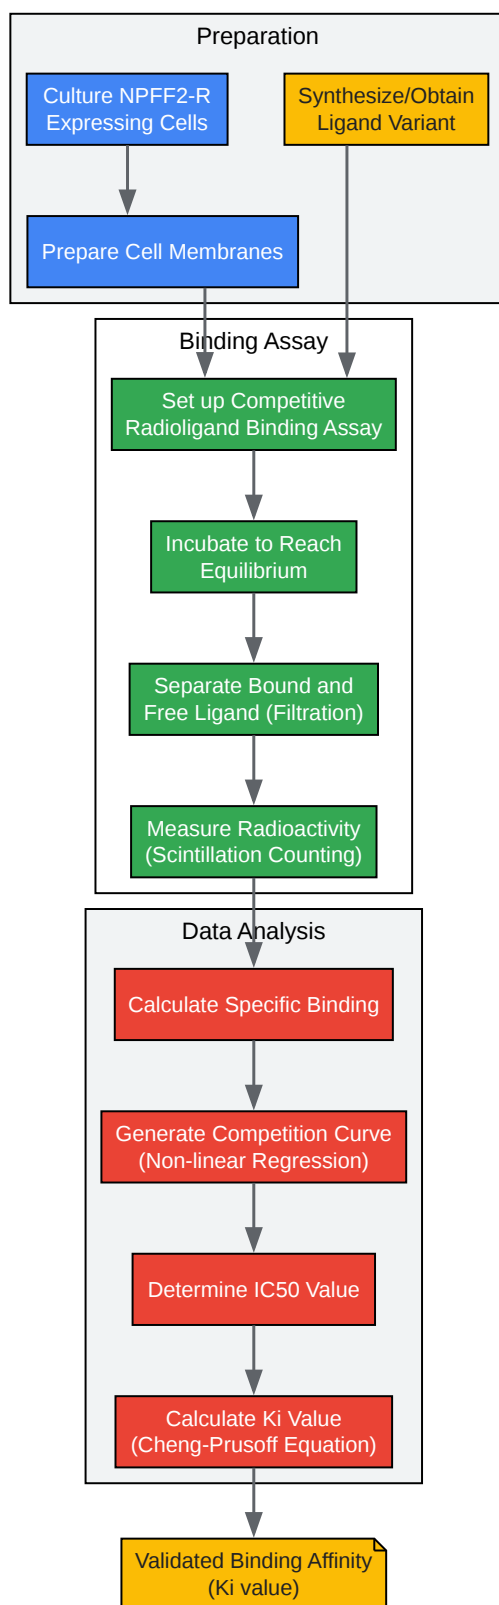 Preparation
Culture NPFF2-R
Expressing Cells
Synthesize/Obtain
Ligand Variant
Prepare Cell Membranes
Binding Assay
Set up Competitive
Radioligand Binding Assay
Incubate to Reach
Equilibrium
Separate Bound and
Free Ligand (Filtration)
Measure Radioactivity
(Scintillation Counting)
Data Analysis
Calculate Specific Binding
Generate Competition Curve
(Non-linear Regression)
Determine IC50 Value
Calculate Ki Value
(Cheng-Prusoff Equation)
Validated Binding Affinity
(Ki value)